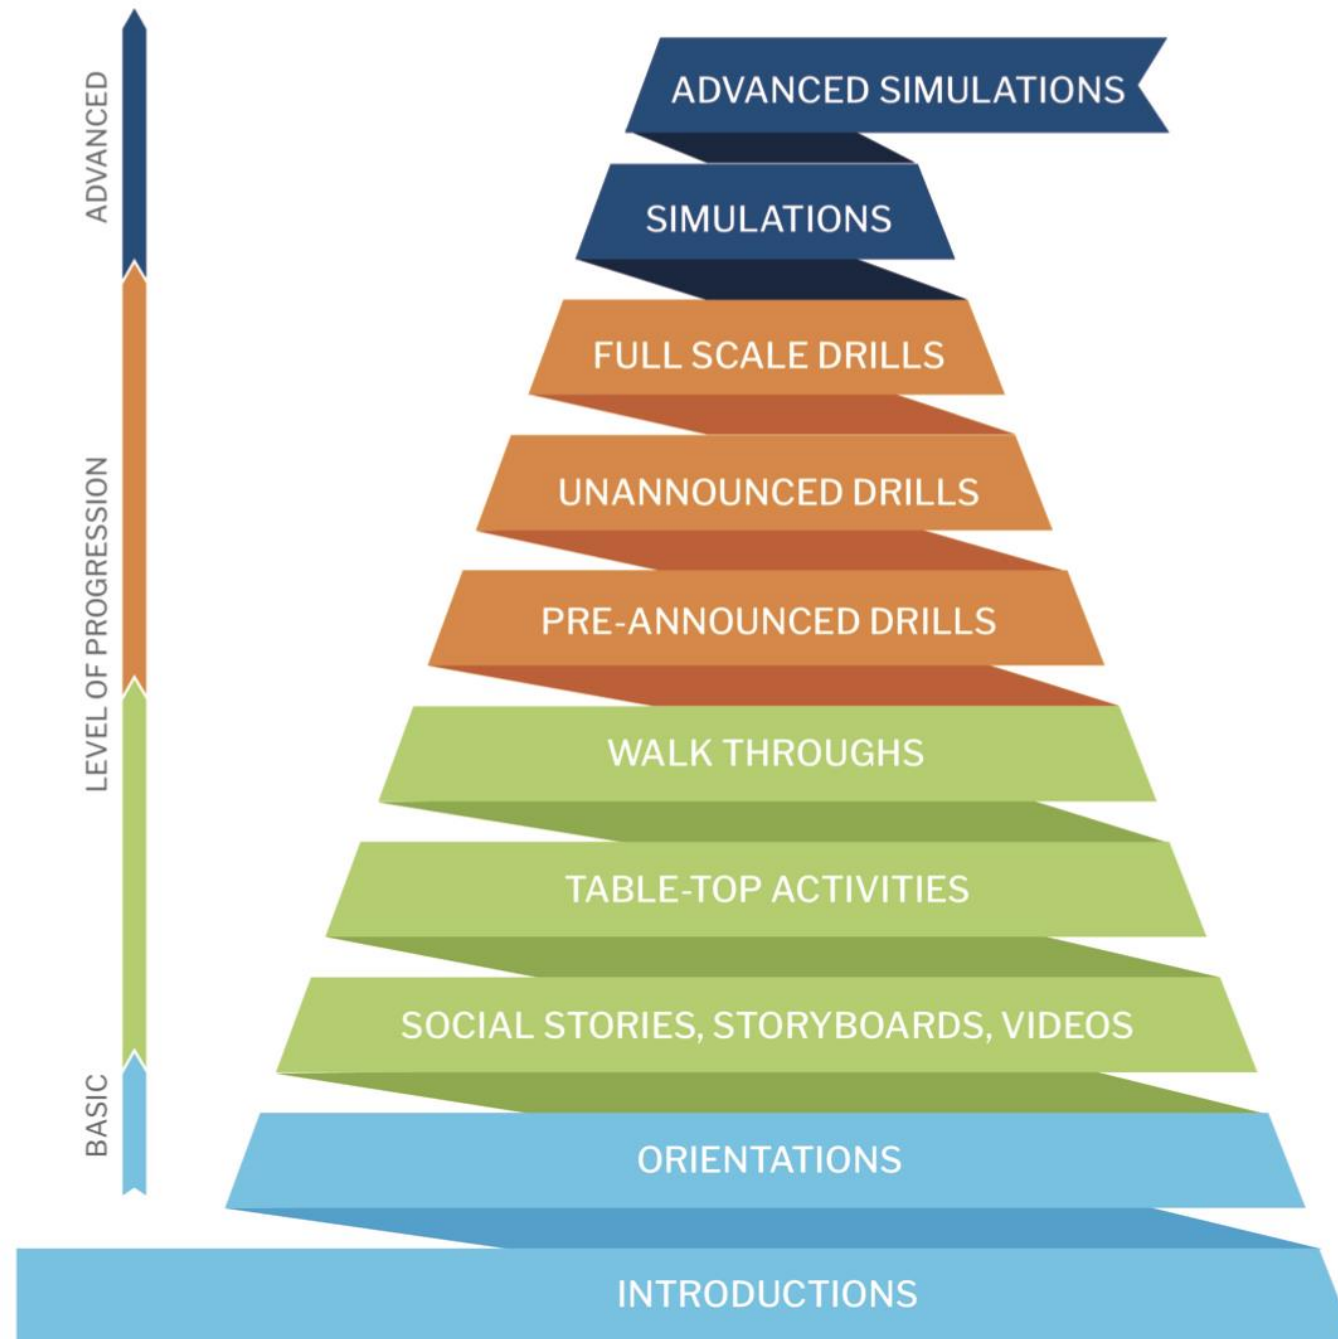 ADVANCED
LEVEL OF PROGRESSION
BASIC
ADVANCED SIMULATIONS
SIMULATIONS
FULL SCALE DRILLS
UNANNOUNCED DRILLS
PRE-ANNOUNCED DRILLS
WALK THROUGHS
TABLE-TOP ACTIVITIES
SOCIAL STORIES, STORYBOARDS, VIDEOS
ORIENTATIONS
INTRODUCTIONS